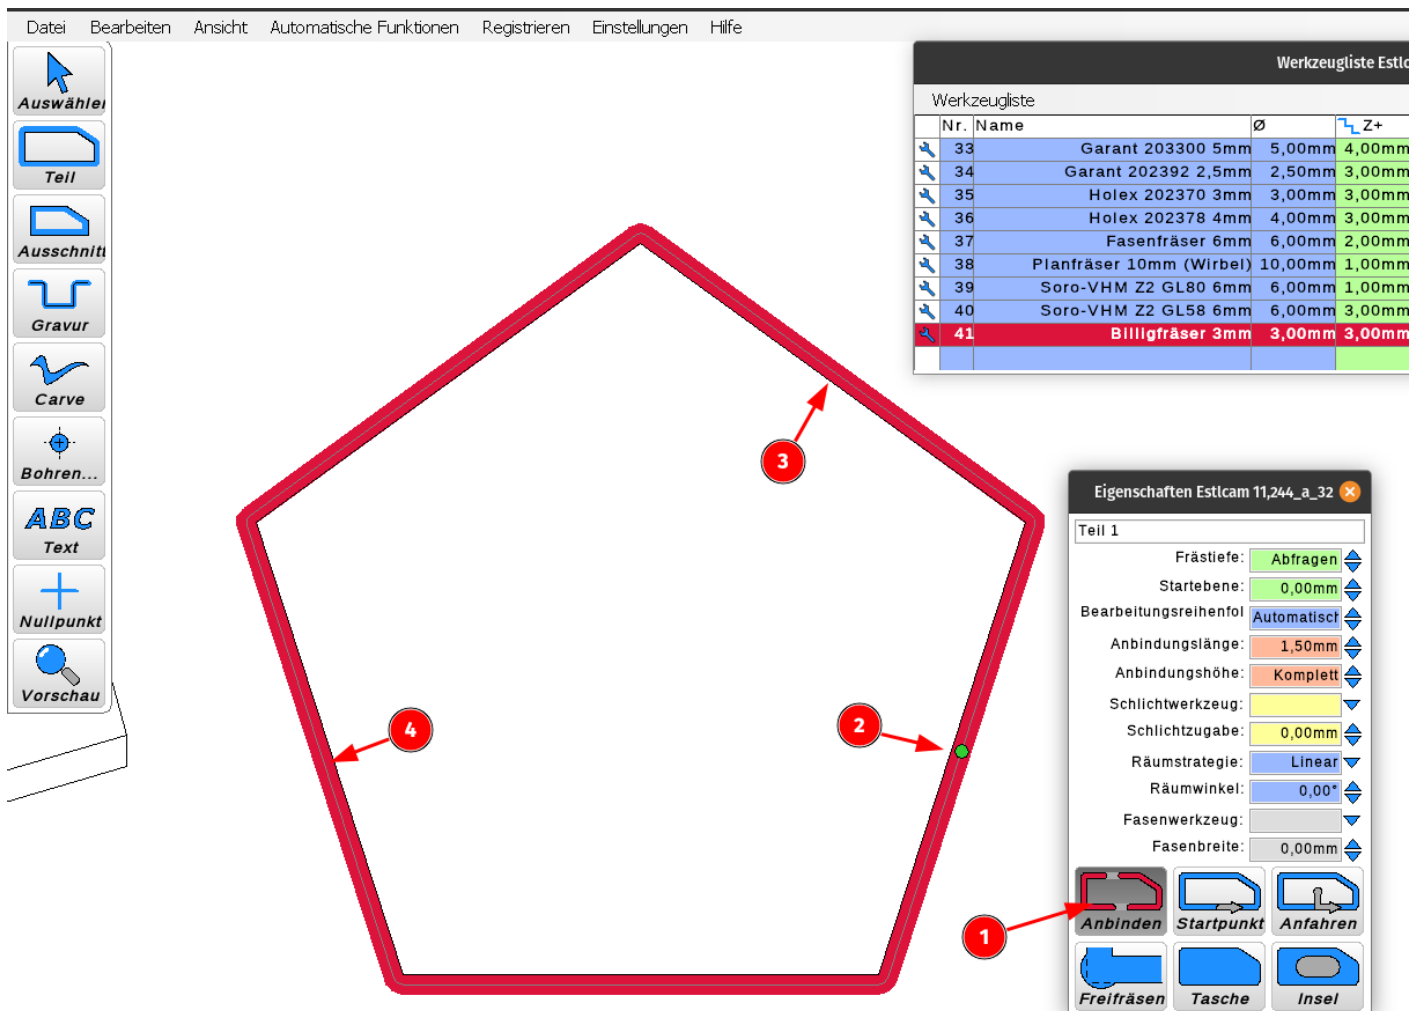 Datei Bearbeiten Ansicht Automatische Funktionen Registrieren Einstellungen Hilfe
Auswähler
Teil
Ausschnitt
Gravur
Carve
Bohren...
ABC
Text
Nullpunkt
Vorschau
Werkzeugliste Estlc
Werkzeugliste
Nr. Name Ø Z+
33 Garant 203300 5mm 5,00mm 4,00mm
34 Garant 202392 2,5mm 2,50mm 3,00mm
35 Holex 202370 3mm 3,00mm 3,00mm
36 Holex 202378 4mm 4,00mm 3,00mm
37 Fasenfräser 6mm 6,00mm 2,00mm
38 Planfräser 10mm (Wirbel) 10,00mm 1,00mm
39 Soro-VHM Z2 GL80 6mm 6,00mm 1,00mm
40 Soro-VHM Z2 GL58 6mm 6,00mm 3,00mm
41 Billigfräser 3mm 3,00mm 3,00mm
3
4
2
1
Eigenschaften Estlcam 11,244_a_32
Teil 1
Frästiefe: Abfragen
Startebene: 0,00mm
Bearbeitungsreihenfol Automatisch
Anbindungslänge: 1,50mm
Anbindungshöhe: Komplett
Schlichtwerkzeug:
Schlichtzugabe: 0,00mm
Räumstrategie: Linear
Räumwinkel: 0,00°
Fasenwerkzeug:
Fasenbreite: 0,00mm
Anbinden Startpunkt Anfahren
Freifräsen Tasche Insel